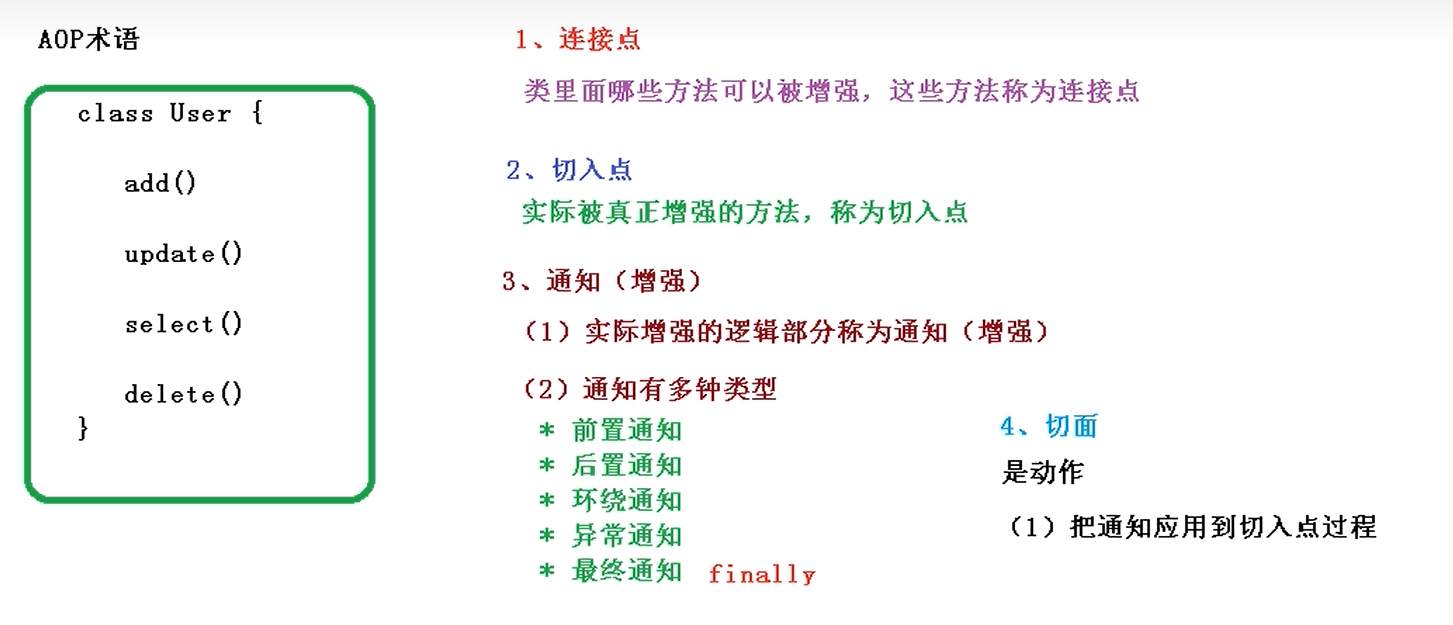 AOP术语
class User {
add()
update()
select()
delete()
}
1、连接点
类里面哪些方法可以被增强，这些方法称为连接点
2、切入点
实际被真正增强的方法，称为切入点
3、通知（增强）
（1）实际增强的逻辑部分称为通知（增强）
（2）通知有多钟类型
* 前置通知
* 后置通知
* 环绕通知
* 异常通知
* 最终通知 finally
4、切面
是动作
（1）把通知应用到切入点过程